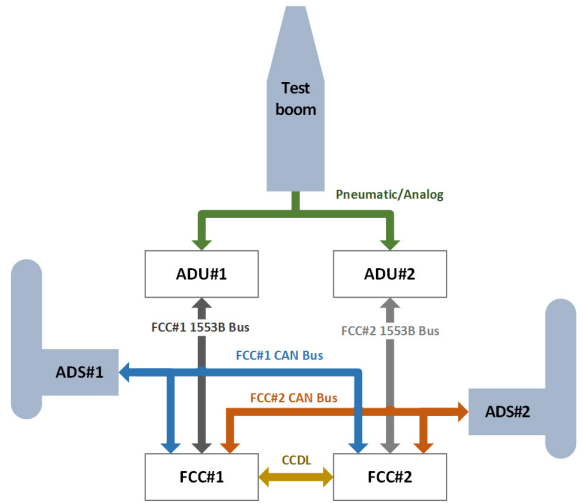 Test
boom
Pneumatic/Analog
ADU#1
ADU#2
FCC#1 1553B Bus
FCC#2 1553B Bus
FCC#1 CAN Bus
ADS#1
FCC#2 CAN Bus
ADS#2
CCDL
FCC#1
FCC#2